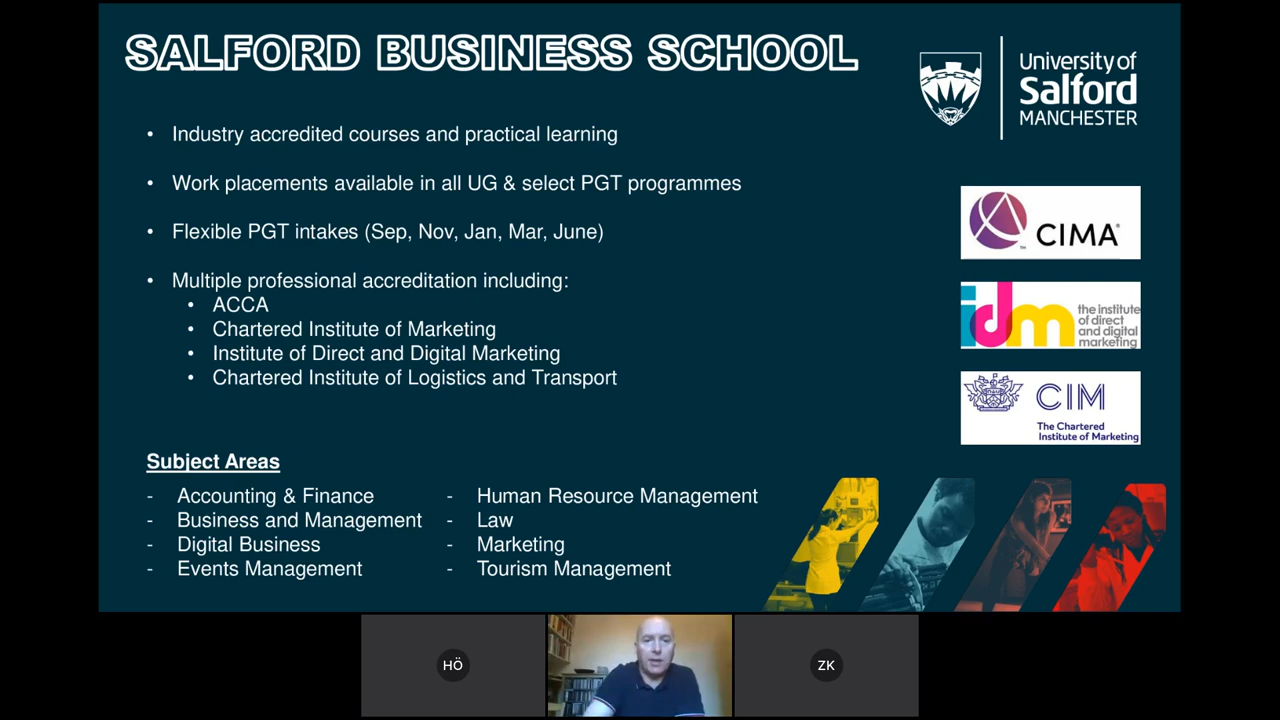 SALFORD BUSINESS SCHOOL
University of
Salford
MANCHESTER
• Industry accredited courses and practical learning
• Work placements available in all UG & select PGT programmes
• Flexible PGT intakes (Sep, Nov, Jan, Mar, June)
• Multiple professional accreditation including:
• ACCA
• Chartered Institute of Marketing
• Institute of Direct and Digital Marketing
• Chartered Institute of Logistics and Transport
CIMA
idm
the institute
of direct
and digital
marketing
CIM
The Chartered
Institute of Marketing
Subject Areas
- Accounting & Finance
- Business and Management
- Digital Business
- Events Management
- Human Resource Management
- Law
- Marketing
- Tourism Management
HÖ
ZK